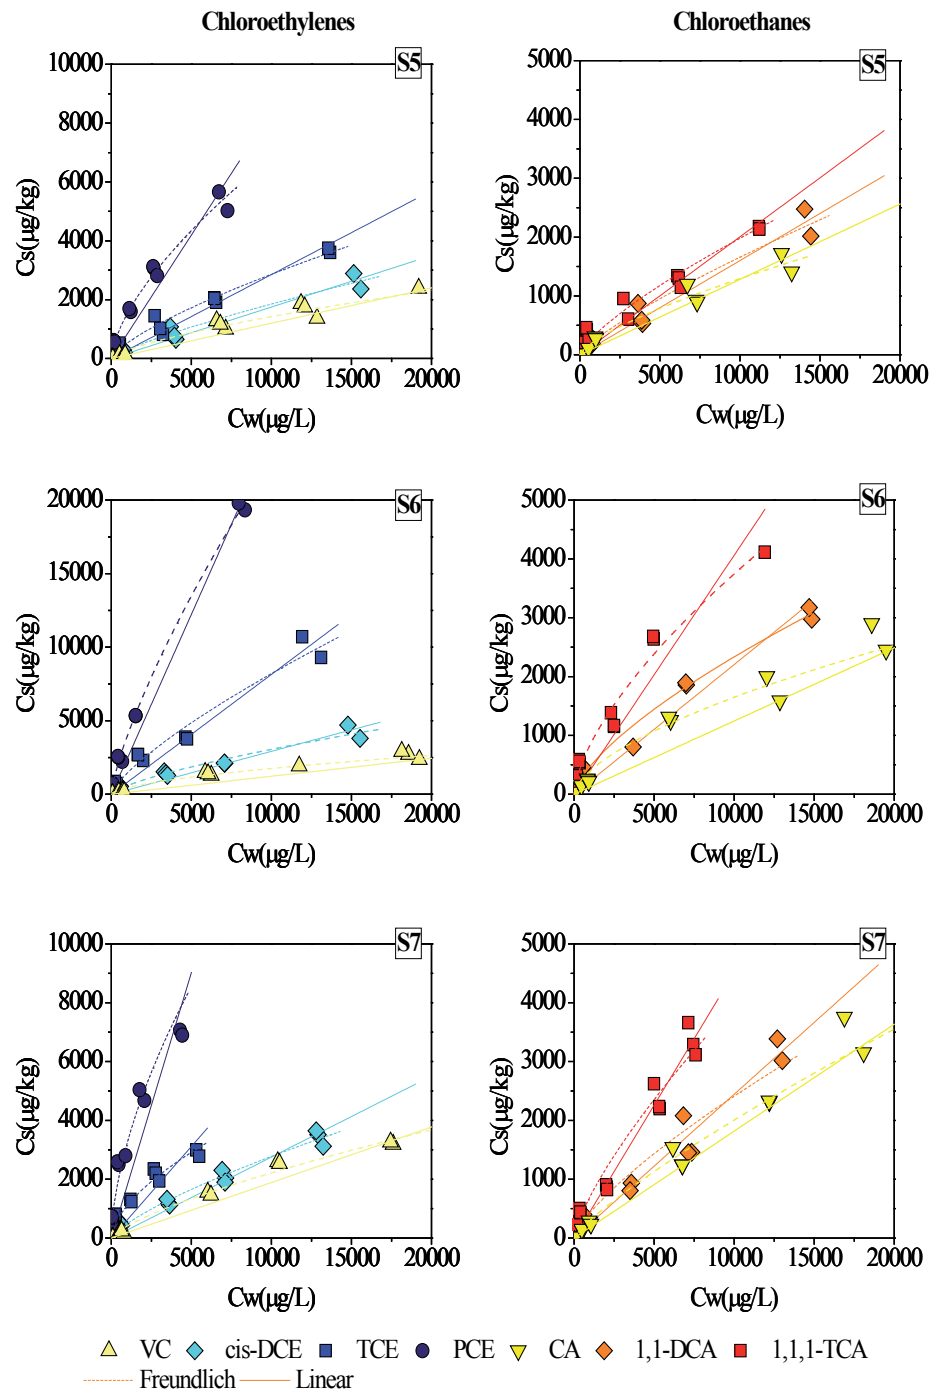 Chloroethylenes Chloroethanes
S5
10000
8000
6000
4000
2000
0
Cs(µg/kg)
0 5000 10000 15000 20000
Cw(µg/L)
S5
5000
4000
3000
2000
1000
0
Cs(µg/kg)
0 5000 10000 15000 20000
Cw(µg/L)
S6
20000
15000
10000
5000
0
Cs(µg/kg)
0 5000 10000 15000 20000
Cw(µg/L)
S6
5000
4000
3000
2000
1000
0
Cs(µg/kg)
0 5000 10000 15000 20000
Cw(µg/L)
S7
10000
8000
6000
4000
2000
0
Cs(µg/kg)
0 5000 10000 15000 20000
Cw(µg/L)
S7
5000
4000
3000
2000
1000
0
Cs(µg/kg)
0 5000 10000 15000 20000
Cw(µg/L)
VC cis-DCE TCE PCE CA 1,1-DCA 1,1,1-TCA
Freundlich Linear